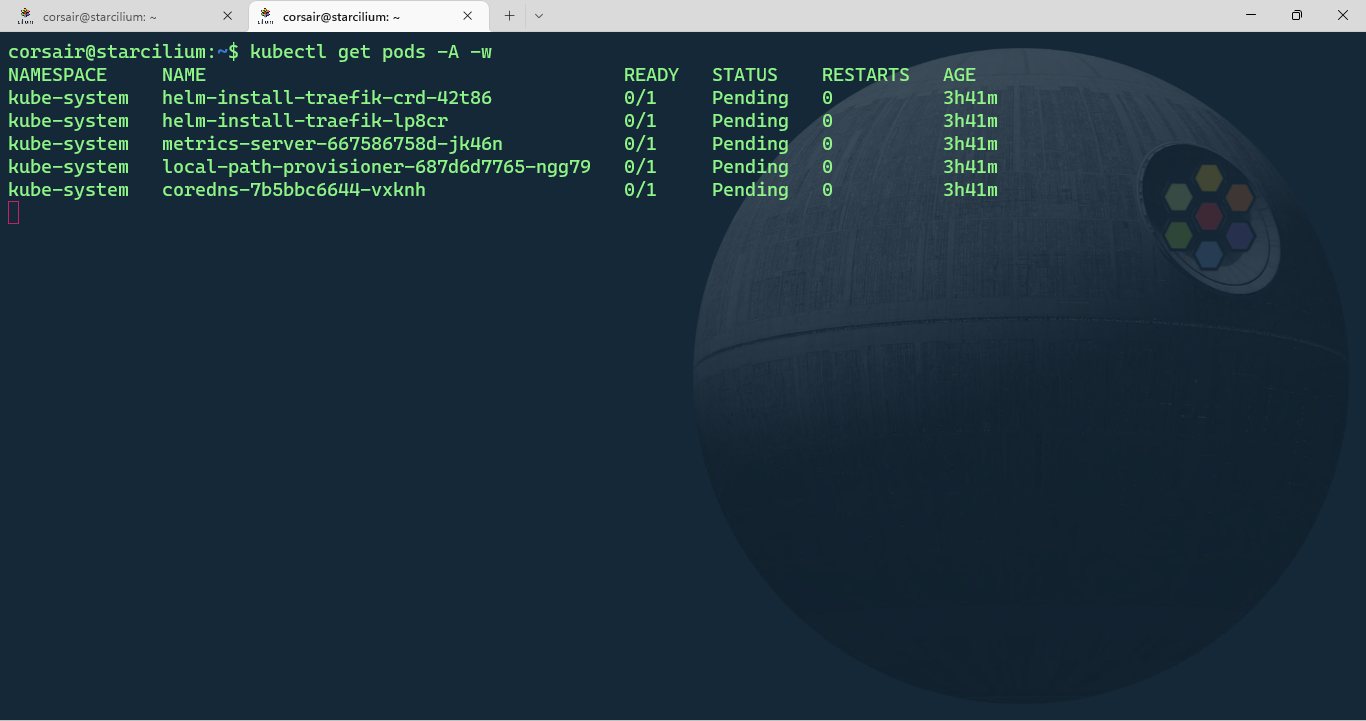 corsair@starcilium: ~
corsair@starcilium: ~
corsair@starcilium:~$ kubectl get pods -A -w
NAMESPACE NAME READY STATUS RESTARTS AGE
kube-system helm-install-traefik-crd-42t86 0/1 Pending 0 3h41m
kube-system helm-install-traefik-lp8cr 0/1 Pending 0 3h41m
kube-system metrics-server-667586758d-jk46n 0/1 Pending 0 3h41m
kube-system local-path-provisioner-687d6d7765-ngg79 0/1 Pending 0 3h41m
kube-system coredns-7b5bbc6644-vxknh 0/1 Pending 0 3h41m